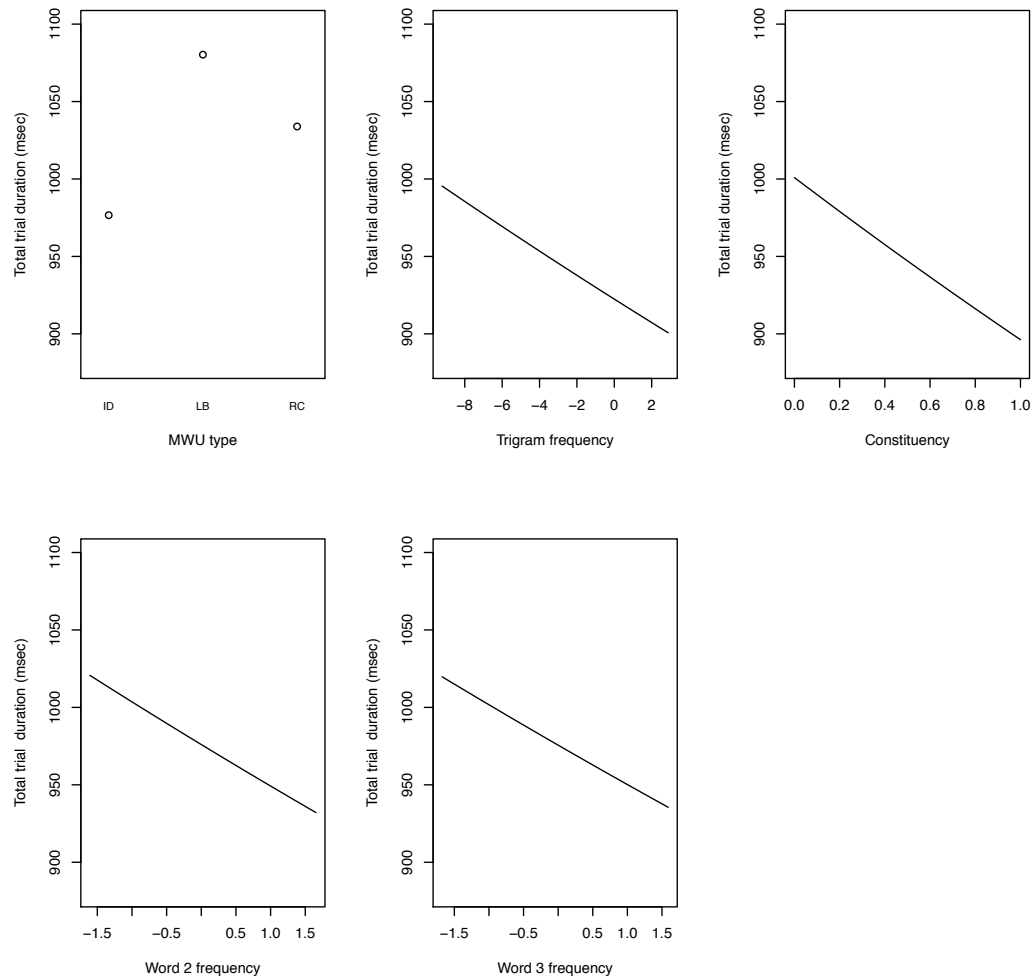 Total trial duration (msec)
900 950 1000 1050 1100
ID LB RC
MWU type
Total trial duration (msec)
900 950 1000 1050 1100
−8 −6 −4 −2 0 2
Trigram frequency
Total trial duration (msec)
900 950 1000 1050 1100
0.0 0.2 0.4 0.6 0.8 1.0
Constituency
Total trial duration (msec)
900 950 1000 1050 1100
−1.5 −0.5 0.5 1.0 1.5
Word 2 frequency
Total trial duration (msec)
900 950 1000 1050 1100
−1.5 −0.5 0.5 1.0 1.5
Word 3 frequency